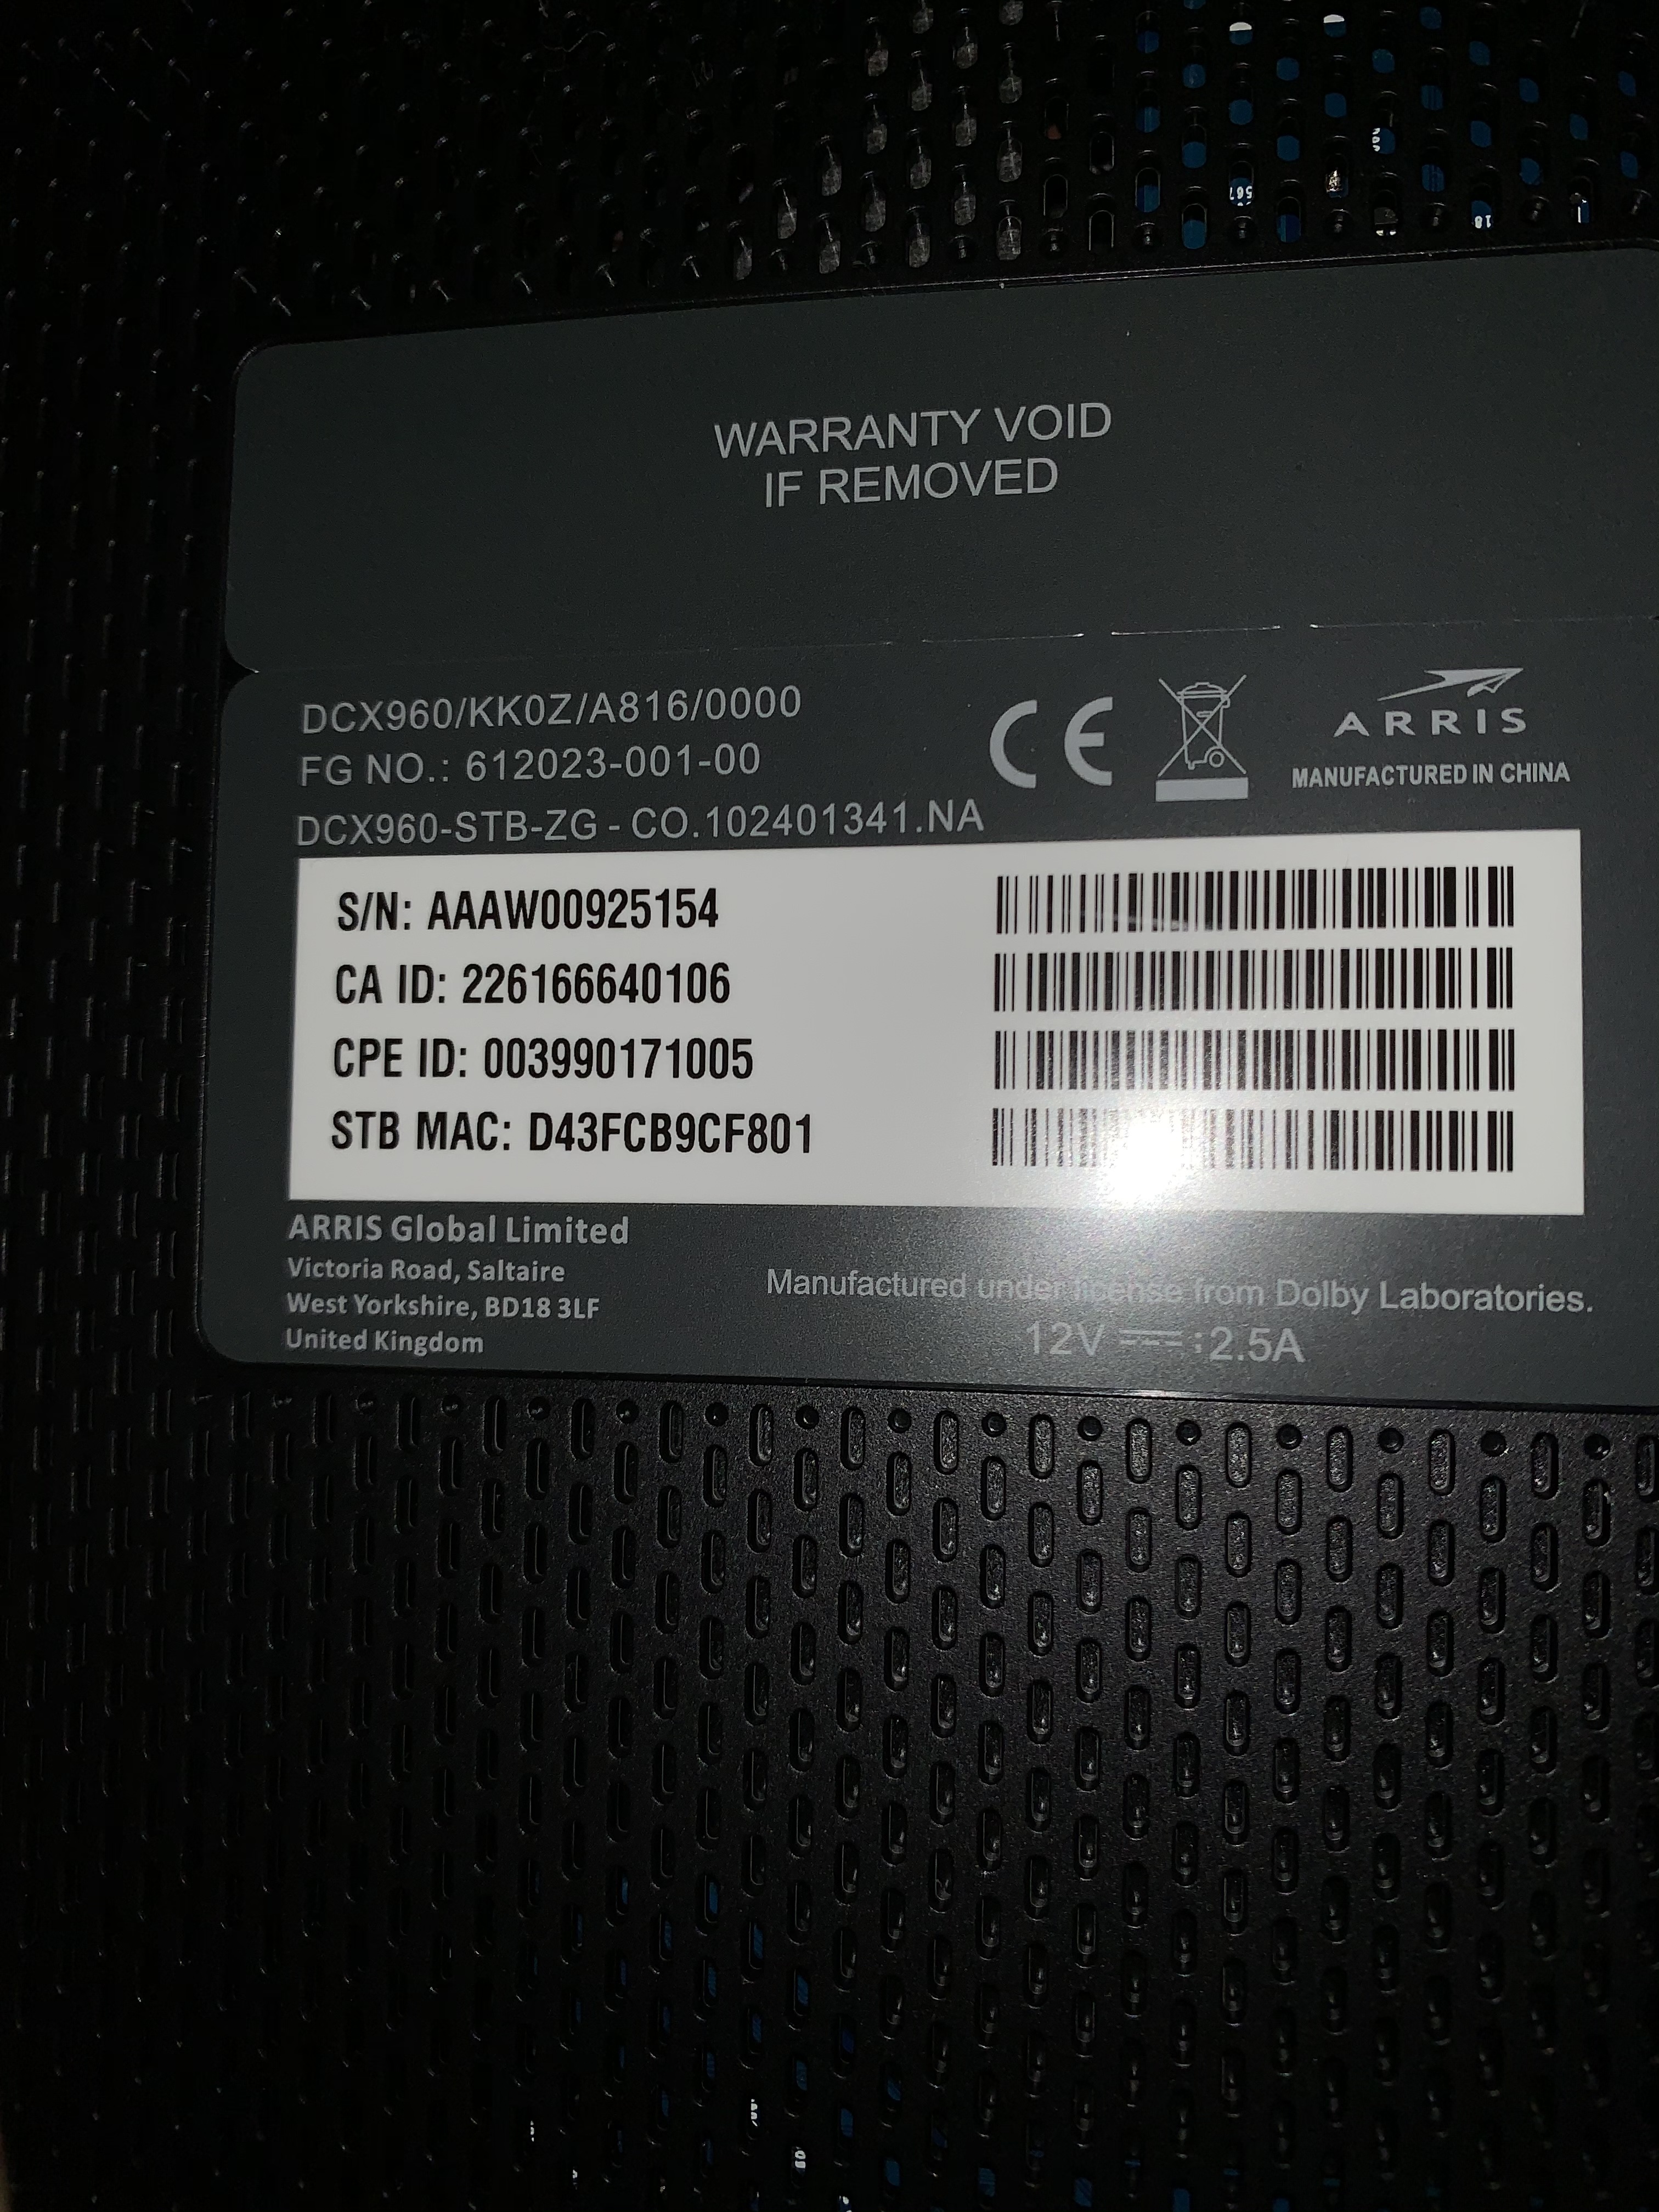 WARRANTY VOID
IF REMOVED
DCX960/KK0Z/A816/0000
FG NO.: 612023-001-00
DCX960-STB-ZG - CO.102401341.NA
CE
ARRIS
MANUFACTURED IN CHINA
S/N: AAAW00925154
CA ID: 226166640106
CPE ID: 003990171005
STB MAC: D43FCB9CF801
ARRIS Global Limited
Victoria Road, Saltaire
West Yorkshire, BD18 3LF
United Kingdom
Manufactured under license from Dolby Laboratories.
12V ⎓:2.5A